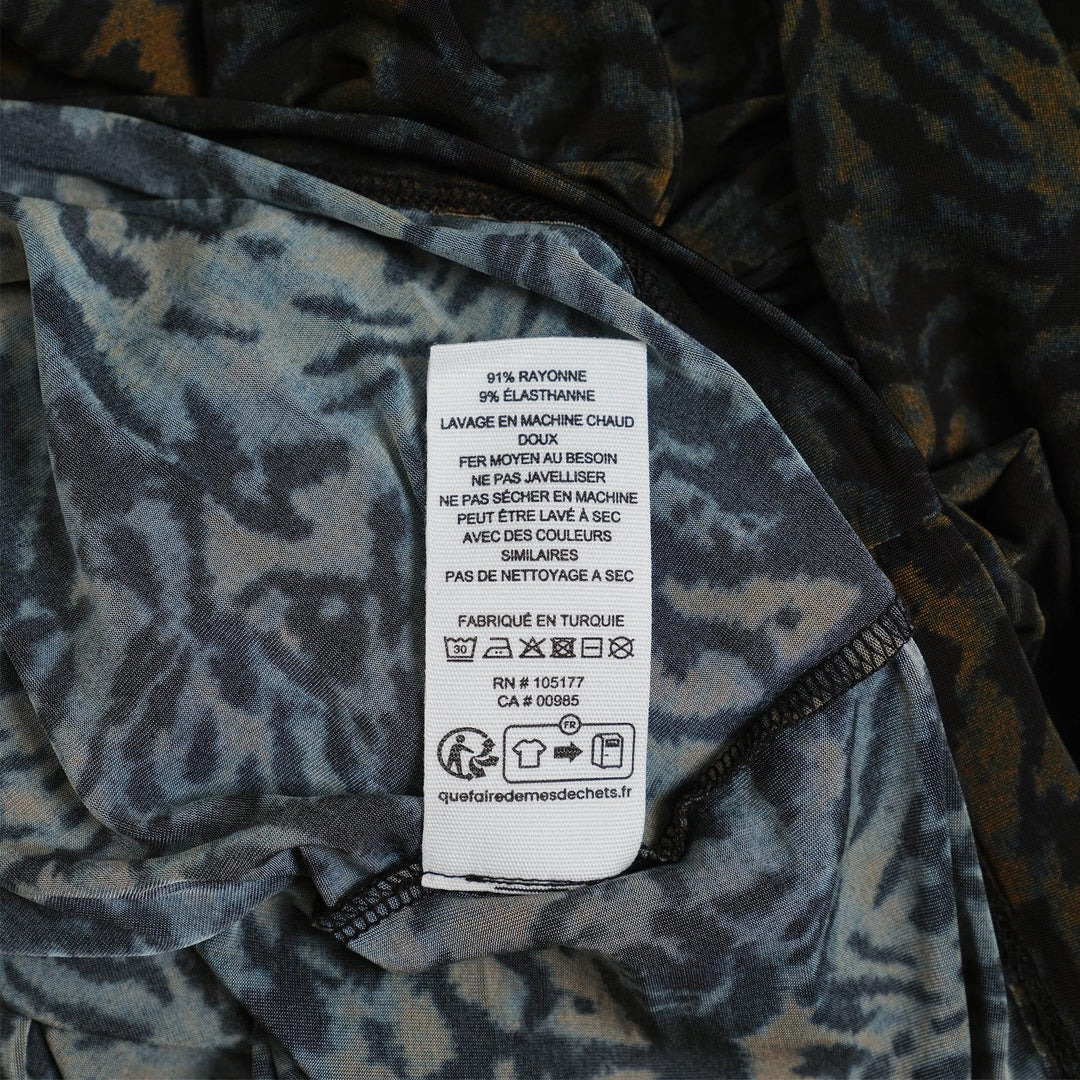 91% RAYONNE
9% ÉLASTHANNE
LAVAGE EN MACHINE CHAUD
DOUX
FER MOYEN AU BESOIN
NE PAS JAVELLISER
NE PAS SÉCHER EN MACHINE
PEUT ÊTRE LAVÉ À SEC
AVEC DES COULEURS
SIMILAIRES
PAS DE NETTOYAGE A SEC
FABRIQUÉ EN TURQUIE
30
RN # 105177
CA # 00985
FR
quefairedemesdechets.fr